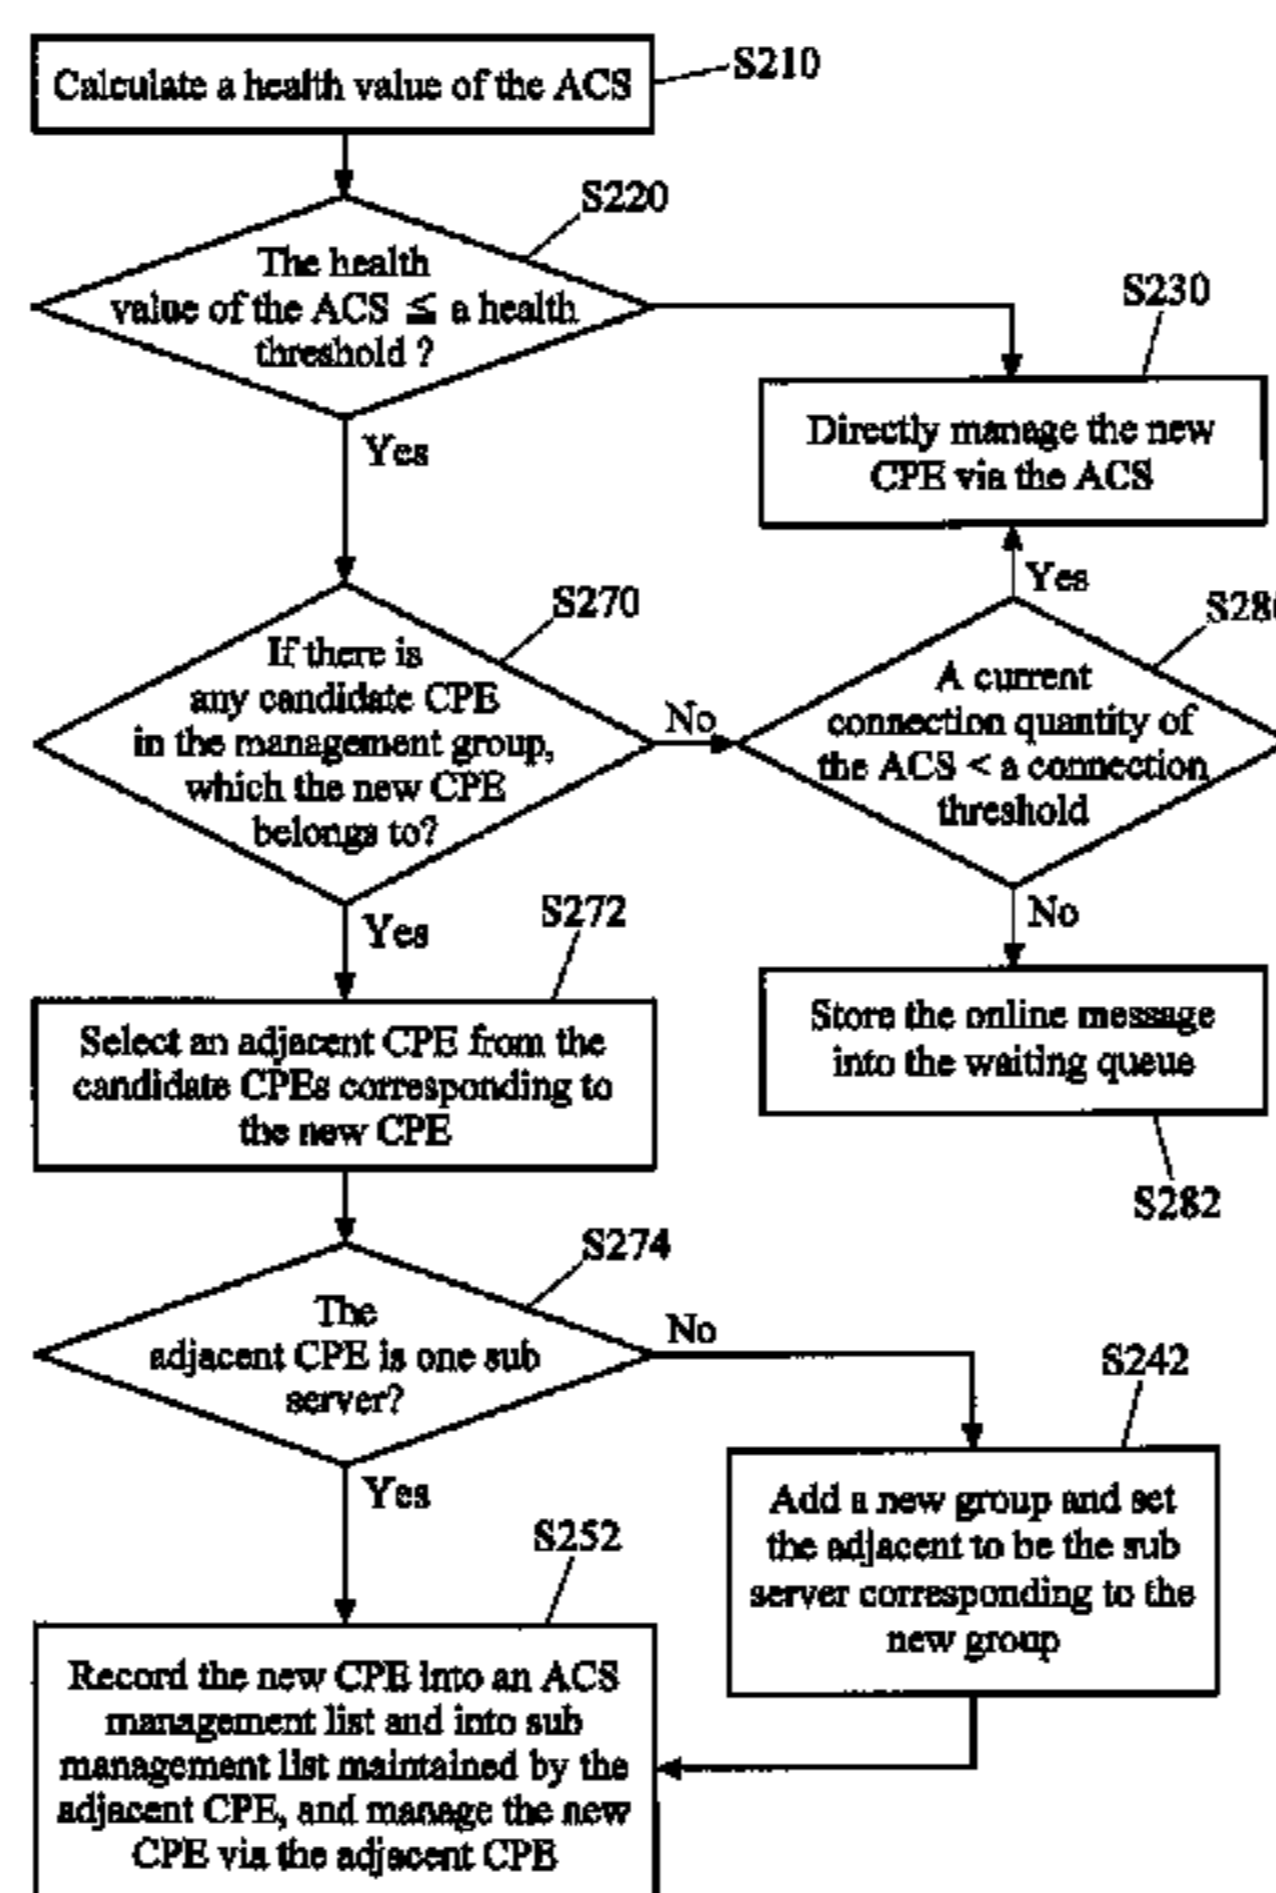 Calculate a health value of the ACS
S210
S220
The health
value of the ACS ≦ a health
threshold ?
S230
Directly manage the new
CPE via the ACS
Yes
Yes
S270
If there is
any candidate CPE
in the management group,
which the new CPE
belongs to?
No
A current
connection quantity of
the ACS < a connection
threshold
Yes
S272
No
Select an adjacent CPE from the
candidate CPEs corresponding to
the new CPE
Store the online message
into the waiting queue
S282
S274
The
adjacent CPE is one sub
server?
No
S242
Yes
Add a new group and set
the adjacent to be the sub
server corresponding to the
new group
S252
Record the new CPE into an ACS
management list and into sub
management list maintained by the
adjacent CPE, and manage the new
CPE via the adjacent CPE